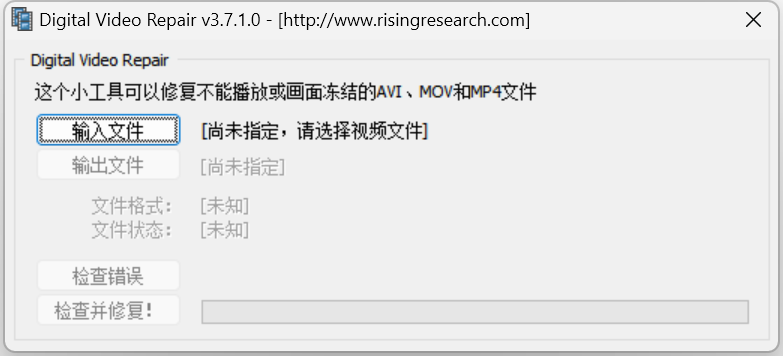 Digital Video Repair v3.7.1.0 - [http://www.risingresearch.com]
Digital Video Repair
这个小工具可以修复不能播放或画面冻结的AVI、MOV和MP4文件
输入文件 [尚未指定，请选择视频文件]
输出文件 [尚未指定]
文件格式： [未知]
文件状态： [未知]
检查错误
检查并修复！